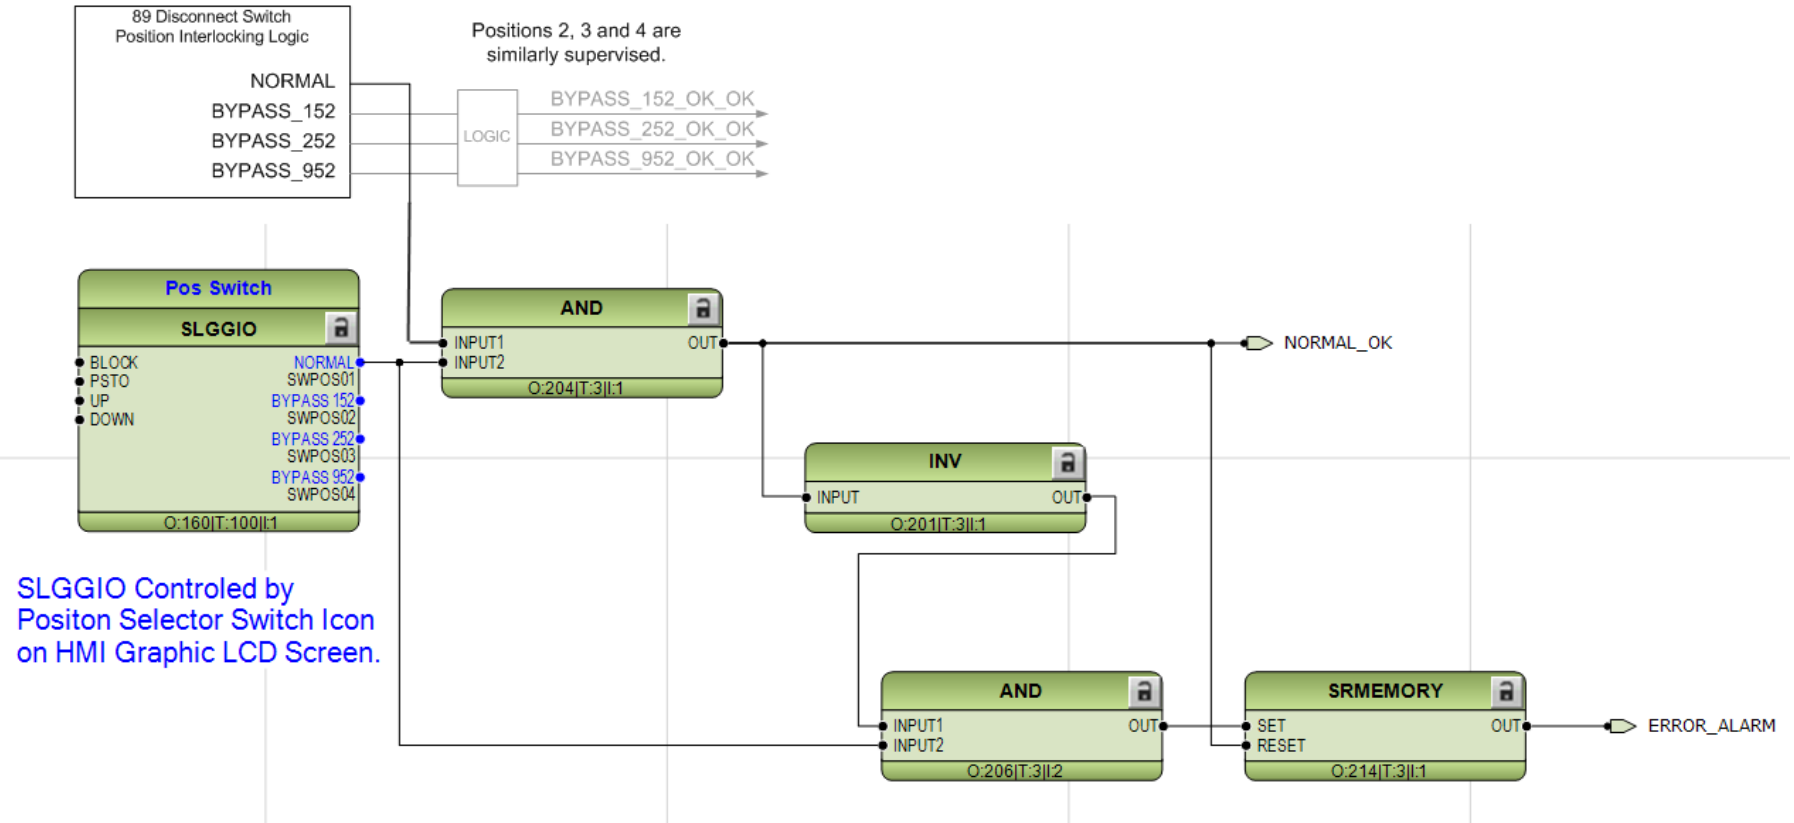 89 Disconnect Switch
Position Interlocking Logic
NORMAL
BYPASS_152
BYPASS_252
BYPASS_952
Positions 2, 3 and 4 are
similarly supervised.
LOGIC
BYPASS_152_OK_OK
BYPASS_252_OK_OK
BYPASS_952_OK_OK
Pos Switch
SLGGIO
BLOCK
PSTO
UP
DOWN
NORMAL
SWPOS01
BYPASS 152
SWPOS02
BYPASS 252
SWPOS03
BYPASS 952
SWPOS04
O:160|T:100|I:1
SLGGIO Controled by
Positon Selector Switch Icon
on HMI Graphic LCD Screen.
AND
INPUT1
INPUT2
OUT
O:204|T:3|I:1
NORMAL_OK
INV
INPUT
OUT
O:201|T:3|I:1
AND
INPUT1
INPUT2
OUT
O:206|T:3|I:2
SRMEMORY
SET
RESET
OUT
O:214|T:3|I:1
ERROR_ALARM